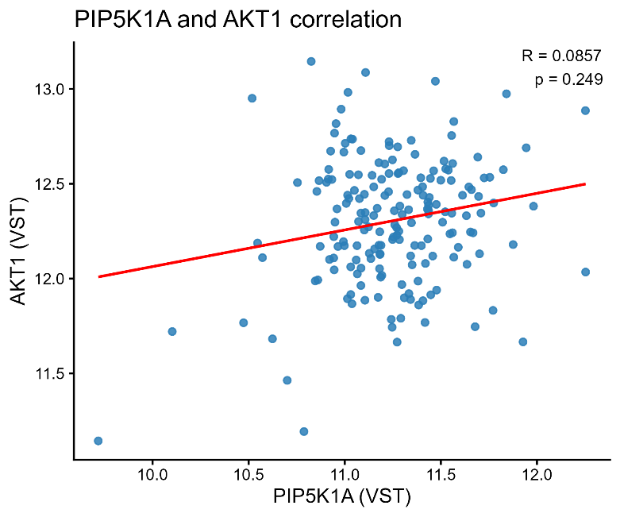 PIP5K1A and AKT1 correlation
R = 0.0857
p = 0.249
13.0
12.5
12.0
11.5
AKT1 (VST)
10.0 10.5 11.0 11.5 12.0
PIP5K1A (VST)